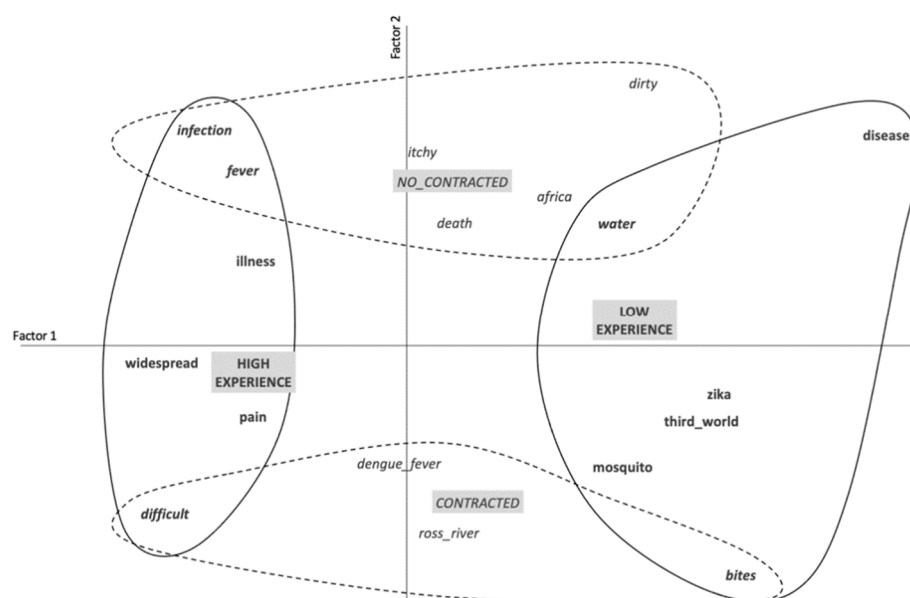 Factor 2
dirty
infection
disease
itchy
fever
NO_CONTRACTED
africa
death
water
illness
LOW
EXPERIENCE
Factor 1
widespread
HIGH
EXPERIENCE
zika
pain
third_world
dengue_fever
mosquito
CONTRACTED
difficult
ross_river
bites